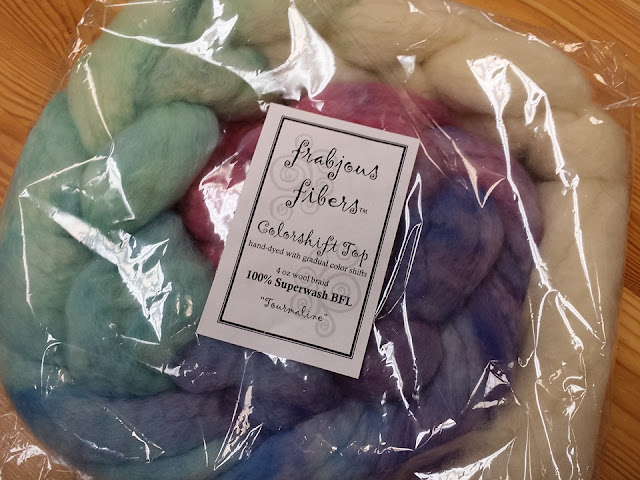 frabjous
fibers™
Colorshift Top
hand-dyed with gradual color shifts
4 oz wool braid
100% Superwash BFL
"Tourmaline"